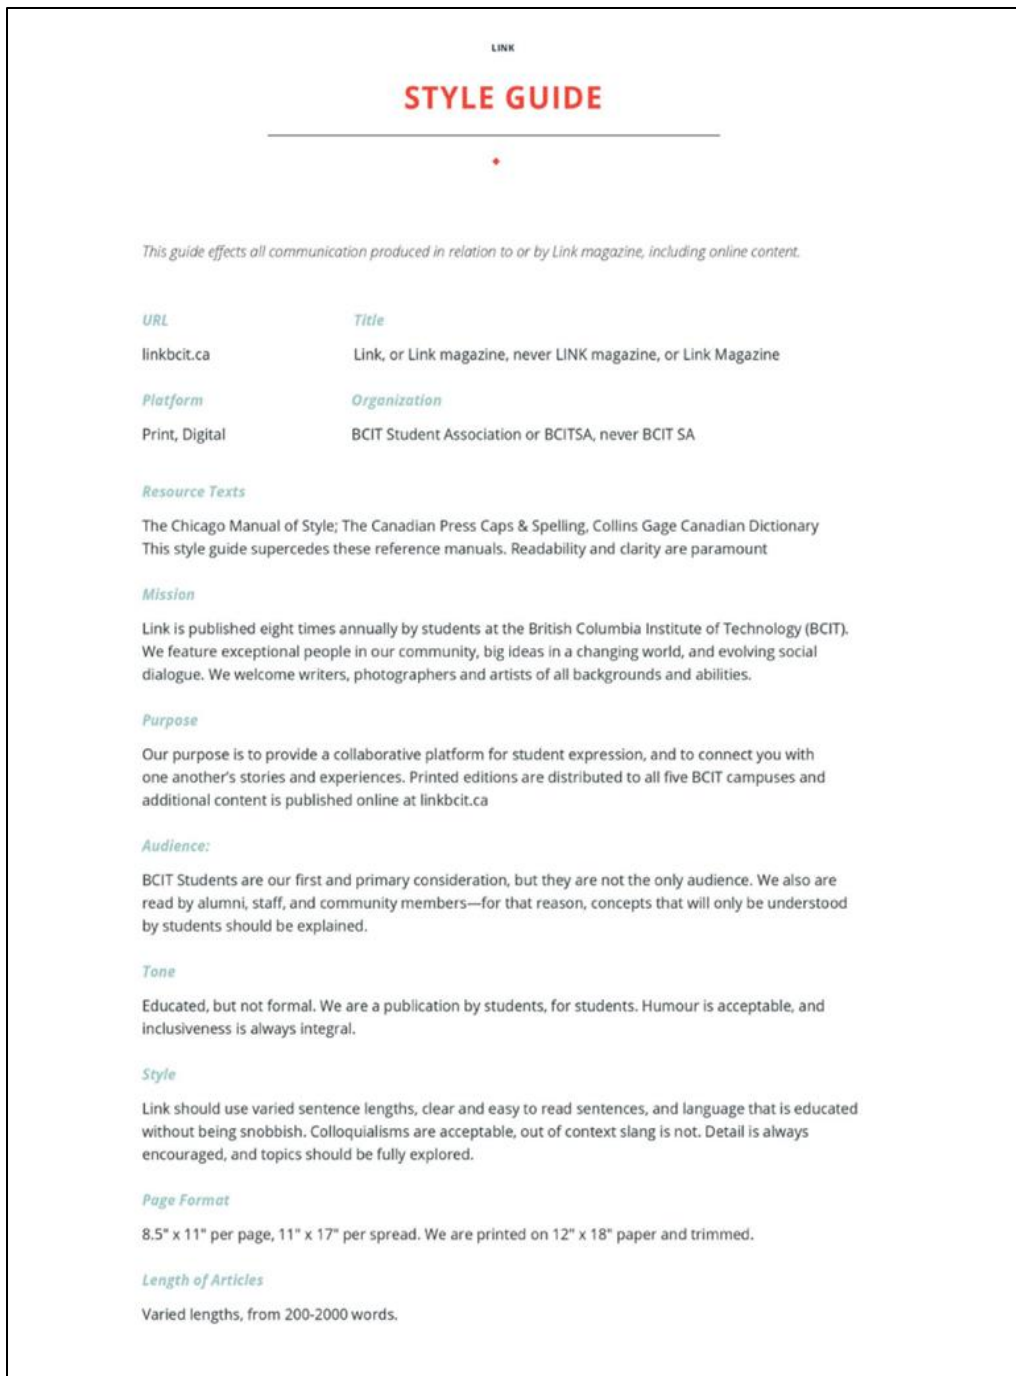 LINK
STYLE GUIDE
This guide effects all communication produced in relation to or by Link magazine, including online content.
URL
linkbcit.ca
Title
Link, or Link magazine, never LINK magazine, or Link Magazine
Platform
Print, Digital
Organization
BCIT Student Association or BCITSA, never BCIT SA
Resource Texts
The Chicago Manual of Style; The Canadian Press Caps & Spelling, Collins Gage Canadian Dictionary
This style guide supercedes these reference manuals. Readability and clarity are paramount
Mission
Link is published eight times annually by students at the British Columbia Institute of Technology (BCIT).
We feature exceptional people in our community, big ideas in a changing world, and evolving social
dialogue. We welcome writers, photographers and artists of all backgrounds and abilities.
Purpose
Our purpose is to provide a collaborative platform for student expression, and to connect you with
one another's stories and experiences. Printed editions are distributed to all five BCIT campuses and
additional content is published online at linkbcit.ca
Audience:
BCIT Students are our first and primary consideration, but they are not the only audience. We also are
read by alumni, staff, and community members—for that reason, concepts that will only be understood
by students should be explained.
Tone
Educated, but not formal. We are a publication by students, for students. Humour is acceptable, and
inclusiveness is always integral.
Style
Link should use varied sentence lengths, clear and easy to read sentences, and language that is educated
without being snobbish. Colloquialisms are acceptable, out of context slang is not. Detail is always
encouraged, and topics should be fully explored.
Page Format
8.5" x 11" per page, 11" x 17" per spread. We are printed on 12" x 18" paper and trimmed.
Length of Articles
Varied lengths, from 200-2000 words.